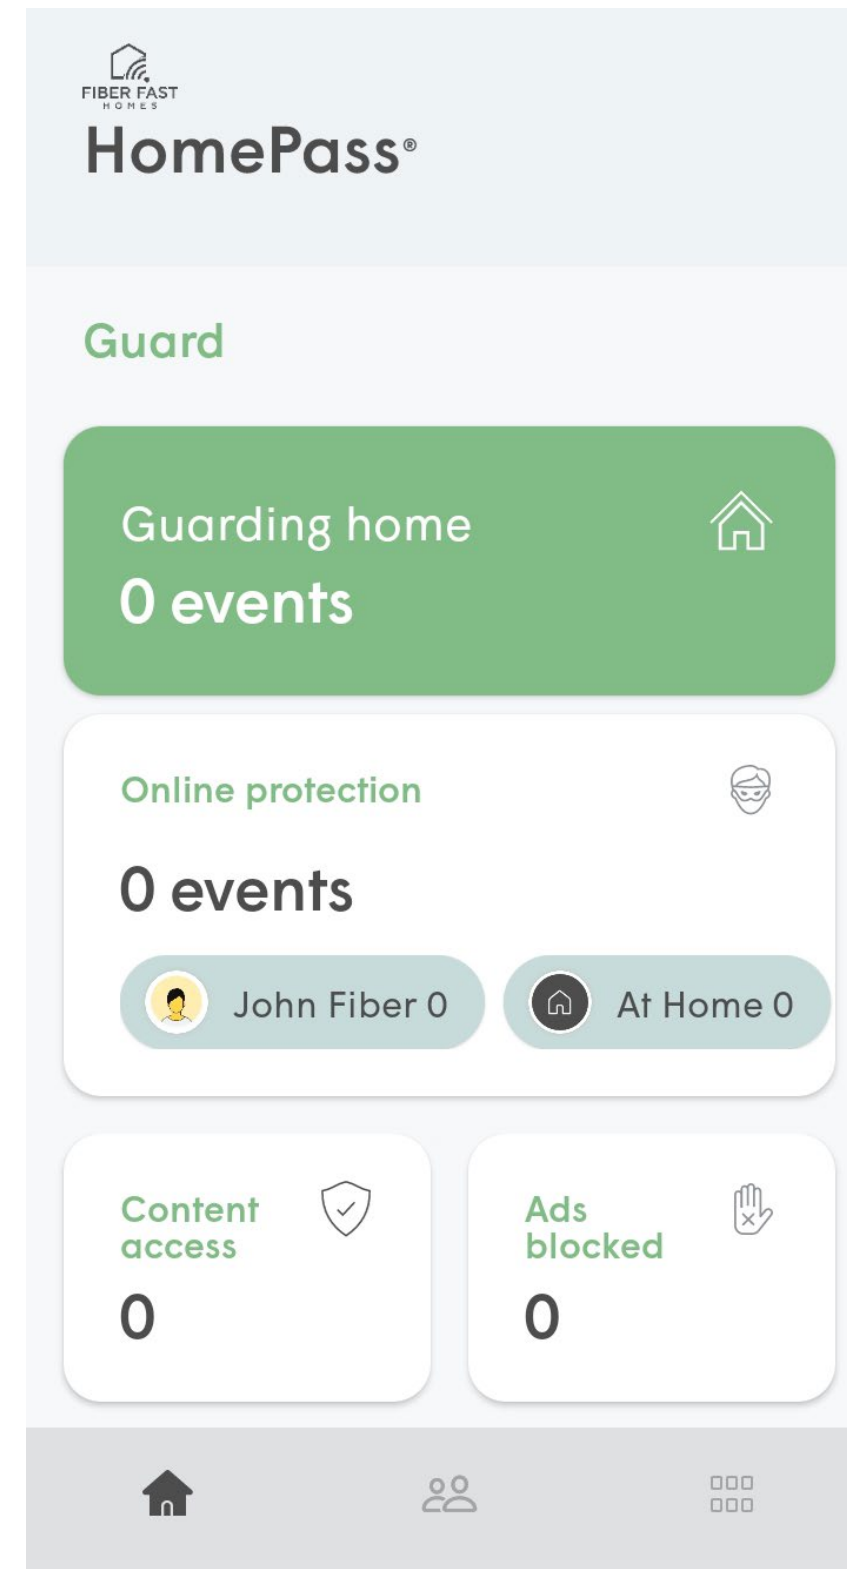 FIBER FAST
HOMES
HomePass®
Guard
Guarding home
0 events
Online protection
0 events
John Fiber 0
At Home 0
Content
access
0
Ads
blocked
0